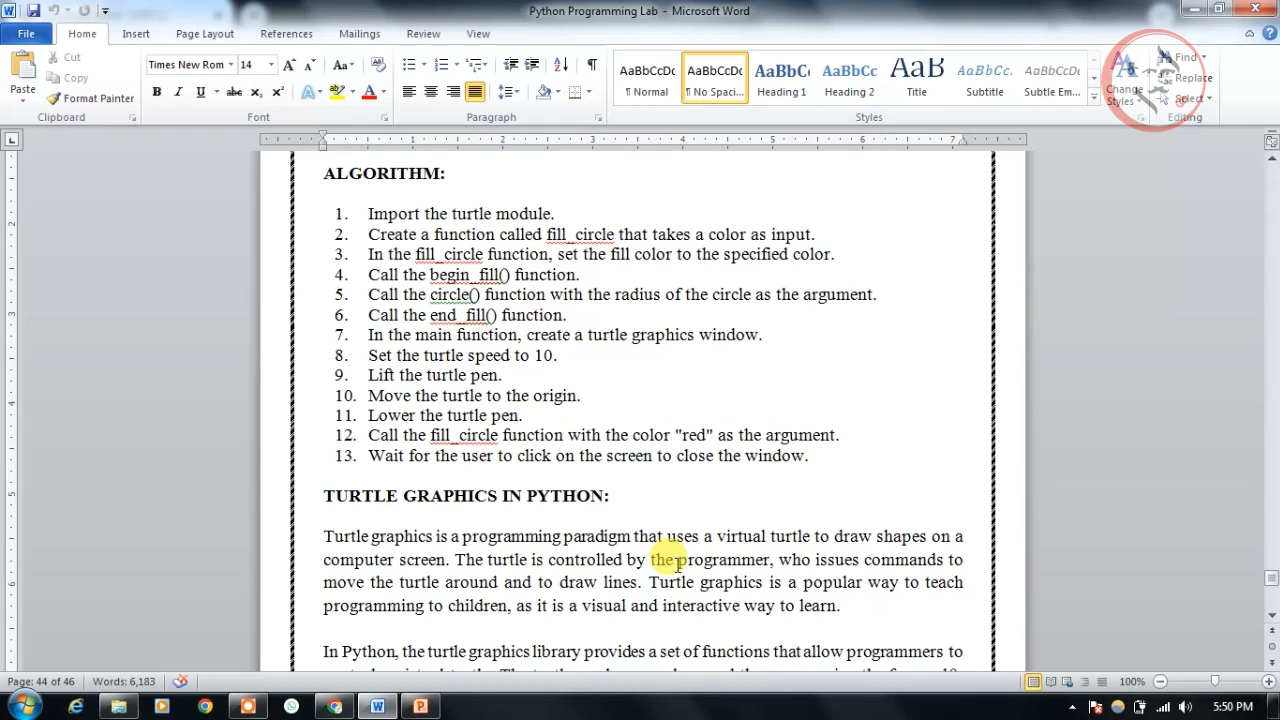 Python Programming Lab - Microsoft Word
File Home Insert Page Layout References Mailings Review View
Cut
Copy
Format Painter
Paste
Clipboard
Times New Rom 14
Font
Paragraph
AaBbCcDc AaBbCcDc AaBbCc AaBbCc AaB AaBbCc. AaBbCcDc
¶ Normal ¶ No Spaci... Heading 1 Heading 2 Title Subtitle Subtle Em...
Styles
Change Styles
Find
Replace
Select
Editing
ALGORITHM:
1. Import the turtle module.
2. Create a function called fill_circle that takes a color as input.
3. In the fill_circle function, set the fill color to the specified color.
4. Call the begin_fill() function.
5. Call the circle() function with the radius of the circle as the argument.
6. Call the end_fill() function.
7. In the main function, create a turtle graphics window.
8. Set the turtle speed to 10.
9. Lift the turtle pen.
10. Move the turtle to the origin.
11. Lower the turtle pen.
12. Call the fill_circle function with the color "red" as the argument.
13. Wait for the user to click on the screen to close the window.
TURTLE GRAPHICS IN PYTHON:
Turtle graphics is a programming paradigm that uses a virtual turtle to draw shapes on a
computer screen. The turtle is controlled by the programmer, who issues commands to
move the turtle around and to draw lines. Turtle graphics is a popular way to teach
programming to children, as it is a visual and interactive way to learn.
In Python, the turtle graphics library provides a set of functions that allow programmers to
Page: 44 of 46 Words: 6,183 100%
5:50 PM